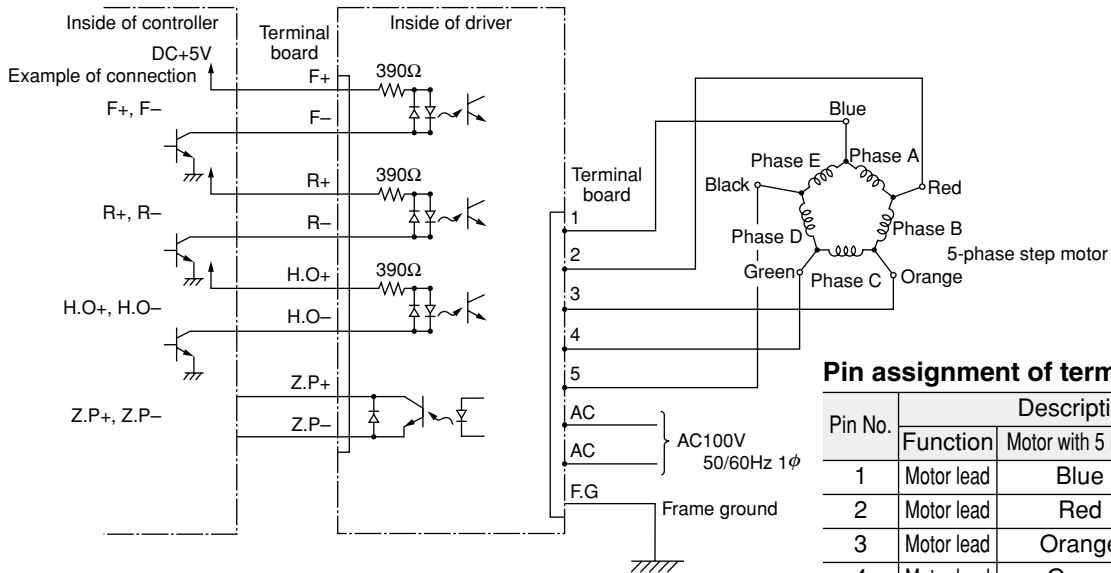 Inside of controller
Terminal
board
Inside of driver
DC+5V
Example of connection
F+
390Ω
F+, F–
F–
R+
390Ω
R+, R–
R–
H.O+
390Ω
H.O+, H.O–
H.O–
Z.P+
Z.P+, Z.P–
Z.P–
Terminal
board
1
2
3
4
5
AC
AC
AC100V
50/60Hz 1ϕ
F.G
Frame ground
Blue
Phase E
Phase A
Black
Red
Phase D
Phase B
5-phase step motor
Green
Phase C
Orange
Pin assignment of term
Pin No.
Descripti
Function
Motor with 5
1 Motor lead Blue
2 Motor lead Red
3 Motor lead Orange